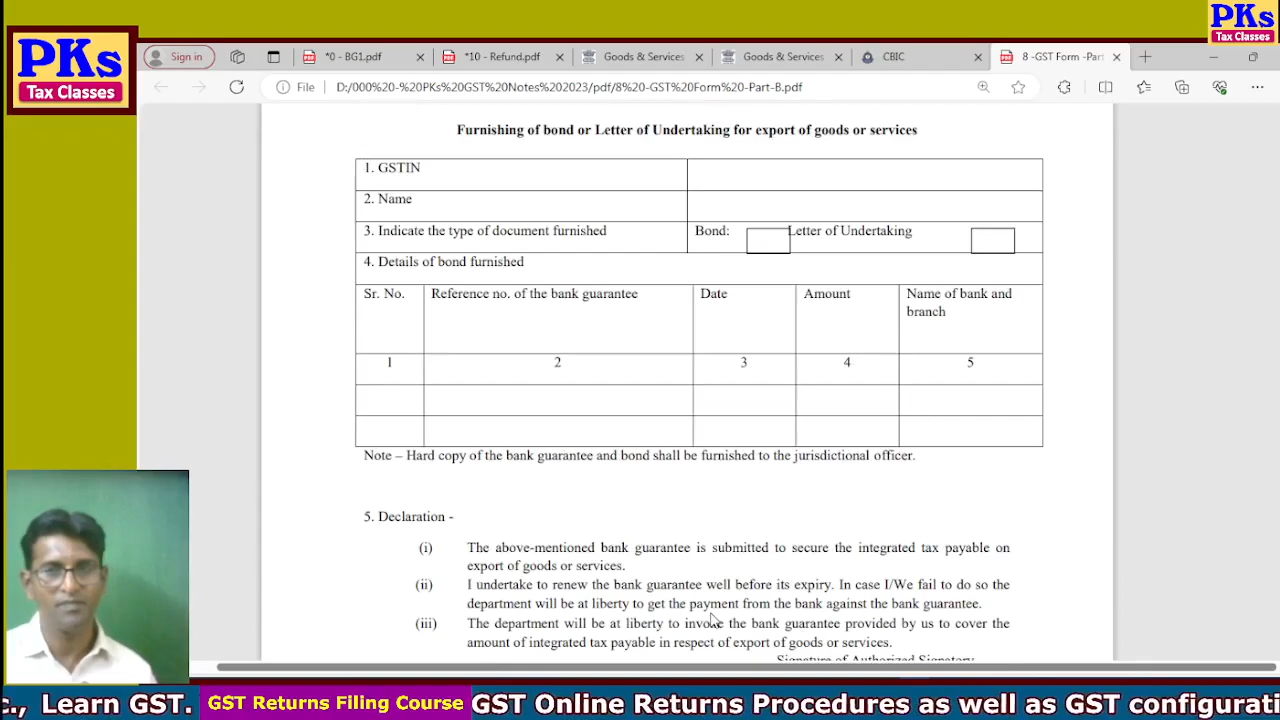 PKs
Tax Classes
PKs
Tax Classes
Sign in
*0 - BG1.pdf
*10 - Refund.pdf
Goods & Services
Goods & Services
CBIC
8 -GST Form -Part
File
D:/000%20-%20PKs%20GST%20Notes%202023/pdf/8%20-GST%20Form%20-Part-B.pdf
Furnishing of bond or Letter of Undertaking for export of goods or services
1. GSTIN
2. Name
3. Indicate the type of document furnished
Bond:
Letter of Undertaking
4. Details of bond furnished
Sr. No.
Reference no. of the bank guarantee
Date
Amount
Name of bank and
branch
1
2
3
4
5
Note – Hard copy of the bank guarantee and bond shall be furnished to the jurisdictional officer.
5. Declaration -
(i) The above-mentioned bank guarantee is submitted to secure the integrated tax payable on
export of goods or services.
(ii) I undertake to renew the bank guarantee well before its expiry. In case I/We fail to do so the
department will be at liberty to get the payment from the bank against the bank guarantee.
(iii) The department will be at liberty to invoke the bank guarantee provided by us to cover the
amount of integrated tax payable in respect of export of goods or services.
Signature of Authorized Signatory
c., Learn GST.
GST Returns Filing Course
GST Online Returns Procedures as well as GST configurati